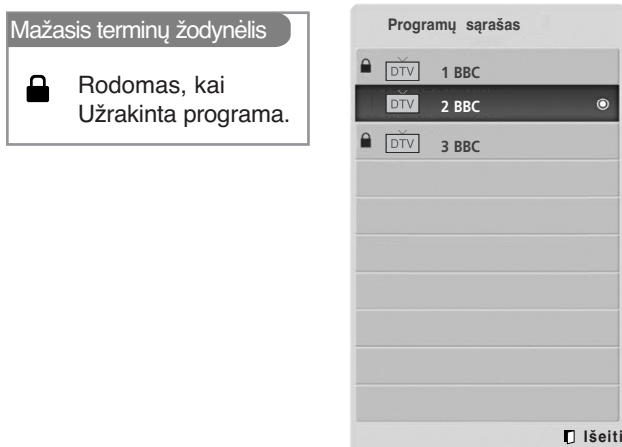 Mažasis terminų žodynėlis
Rodomas, kai
Užrakinta programa.
Programų sąrašas
DTV 1 BBC
DTV 2 BBC
DTV 3 BBC
Išeiti